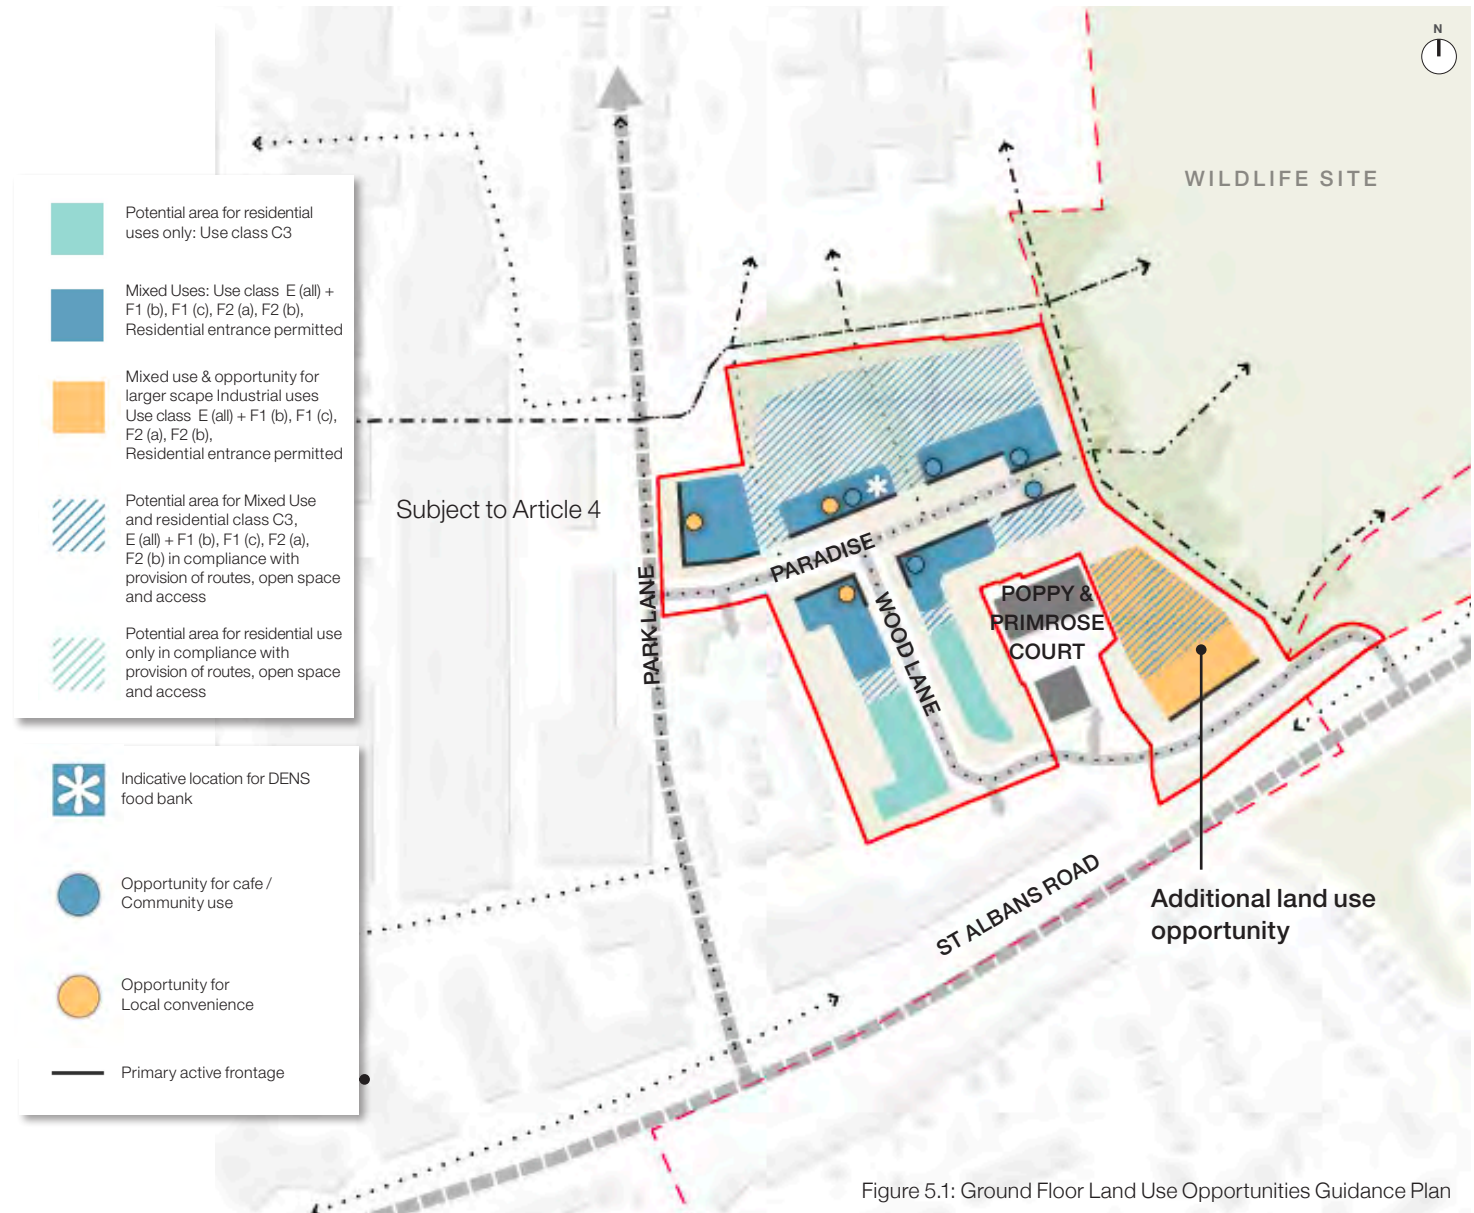 N
WILDLIFE SITE
Potential area for residential
uses only: Use class C3
Mixed Uses: Use class E (all) +
F1 (b), F1 (c), F2 (a), F2 (b),
Residential entrance permitted
Mixed use & opportunity for
larger scape Industrial uses
Use class E (all) + F1 (b), F1 (c),
F2 (a), F2 (b),
Residential entrance permitted
Potential area for Mixed Use
and residential class C3,
E (all) + F1 (b), F1 (c), F2 (a),
F2 (b) in compliance with
provision of routes, open space
and access
Potential area for residential use
only in compliance with
provision of routes, open space
and access
Indicative location for DENS
food bank
Opportunity for cafe /
Community use
Opportunity for
Local convenience
Primary active frontage
Subject to Article 4
PARK LANE
PARADISE
WOOD LANE
POPPY &
PRIMROSE
COURT
ST ALBANS ROAD
Additional land use
opportunity
Figure 5.1: Ground Floor Land Use Opportunities Guidance Plan